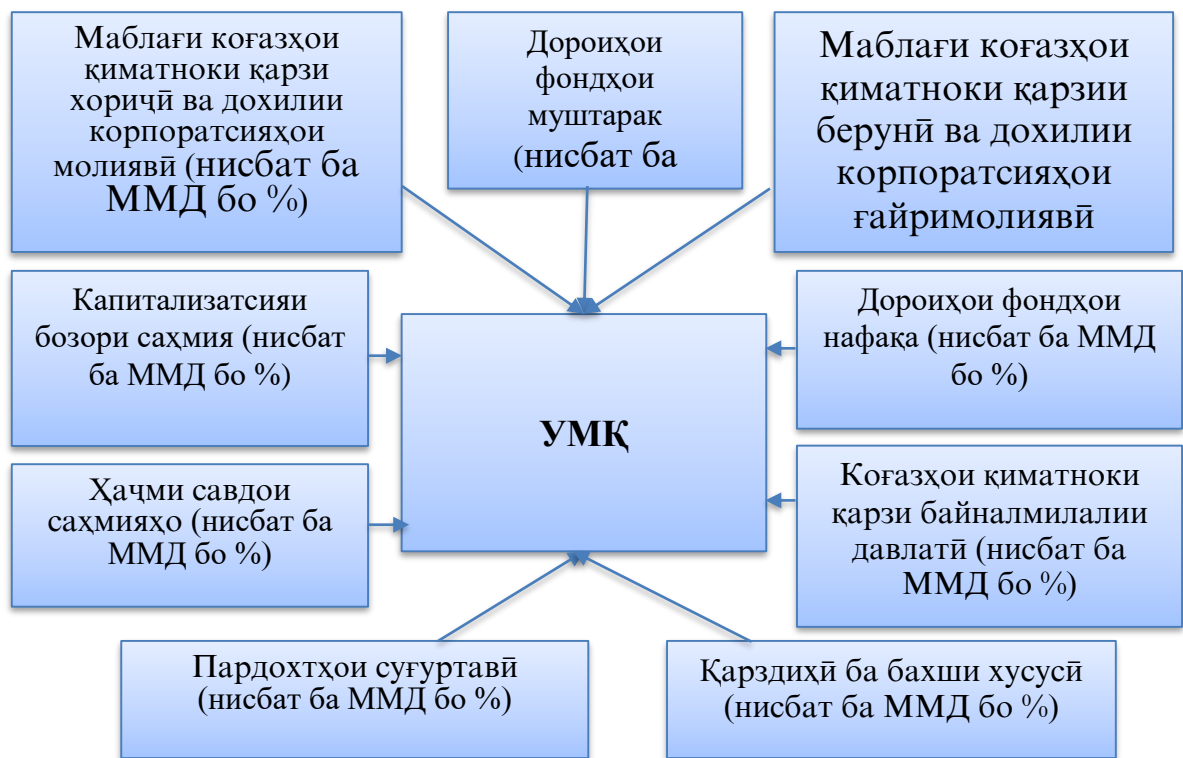 Маблағи коғазҳои
қиматноки қарзи
хориҷӣ ва дохилии
корпоратсияҳои
молиявӣ (нисбат ба
ММД бо %)
Дороиҳои
фондҳои
муштарак
(нисбат ба
Маблағи коғазҳои
қиматноки қарзии
берунӣ ва дохилии
корпоратсияҳои
ғайримолиявӣ
Капитализатсияи
бозори саҳмия (нисбат
ба ММД бо %)
Дороиҳои фондҳои
нафақа (нисбат ба ММД
бо %)
УМҚ
Ҳаҷми савдои
саҳмияҳо (нисбат ба
ММД бо %)
Коғазҳои қиматноки
қарзи байналмилалии
давлатӣ (нисбат ба
ММД бо %)
Пардохтҳои суғуртавӣ
(нисбат ба ММД бо %)
Қарздиҳӣ ба бахши хусусӣ
(нисбат ба ММД бо %)